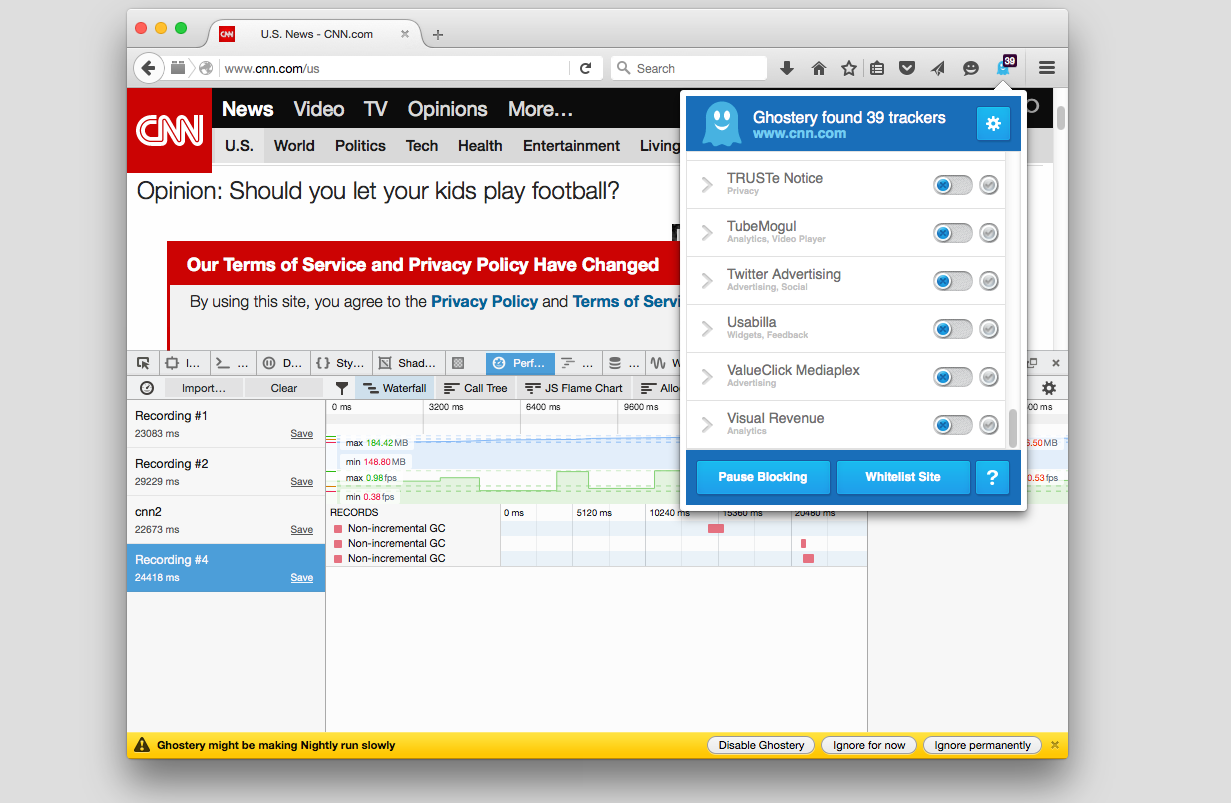 U.S. News - CNN.com
www.cnn.com/us
Search
39
CNN
News Video TV Opinions More...
U.S. World Politics Tech Health Entertainment Living
Opinion: Should you let your kids play football?
Our Terms of Service and Privacy Policy Have Changed
By using this site, you agree to the Privacy Policy and Terms of Servi
Ghostery found 39 trackers
www.cnn.com
TRUSTe Notice
Privacy
TubeMogul
Analytics, Video Player
Twitter Advertising
Advertising, Social
Usabilla
Widgets, Feedback
ValueClick Mediaplex
Advertising
Visual Revenue
Analytics
Pause Blocking
Whitelist Site
?
I... ... D... Sty... Shad... Perf... ... ... W
Import... Clear Waterfall Call Tree JS Flame Chart Allo
Recording #1
23083 ms Save
Recording #2
29229 ms Save
cnn2
22673 ms Save
Recording #4
24418 ms Save
0 ms 3200 ms 6400 ms 9600 ms 00 ms
max 184.42 MB 5.50 MB
min 148.80 MB
max 0.98 fps 0.53 fps
min 0.38 fps
RECORDS 0 ms 5120 ms 10240 ms 15360 ms 20480 ms
Non-incremental GC
Non-incremental GC
Non-incremental GC
Ghostery might be making Nightly run slowly
Disable Ghostery Ignore for now Ignore permanently